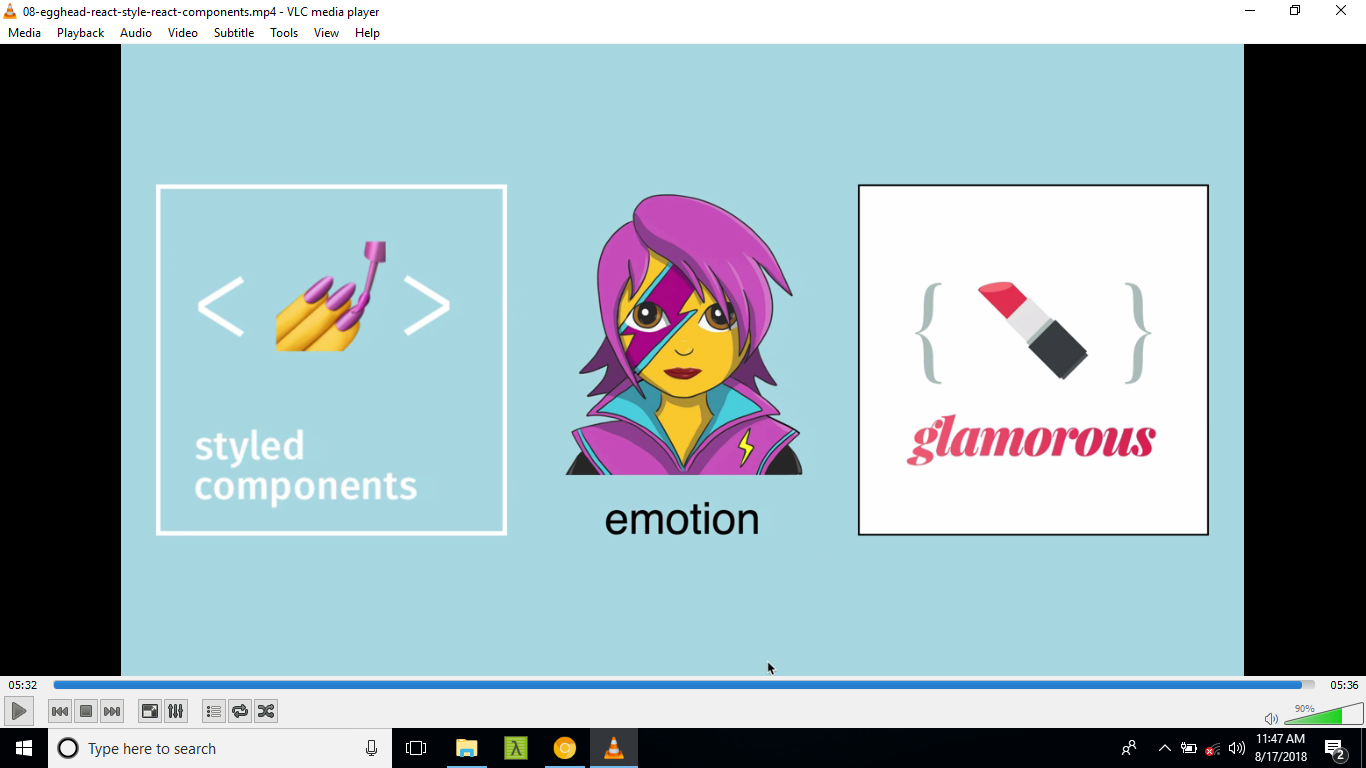 08-egghead-react-style-react-components.mp4 - VLC media player
Media Playback Audio Video Subtitle Tools View Help
< >
styled
components
emotion
{ }
glamorous
05:32
05:36
90%
Type here to search
11:47 AM
8/17/2018
2